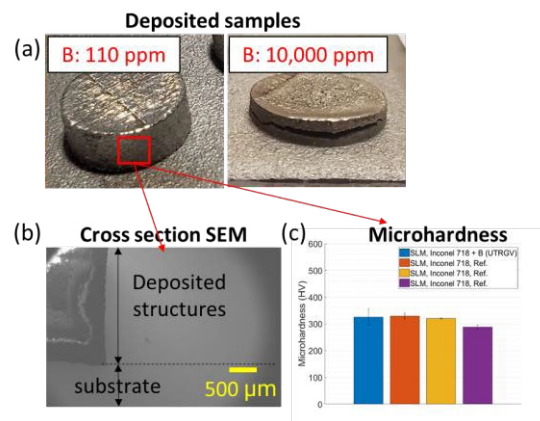 Deposited samples
(a)
B: 110 ppm
B: 10,000 ppm
(b)
Cross section SEM
Deposited
structures
substrate
500 µm
(c)
Microhardness
Microhardness (HV)
600
500
400
300
200
100
0
SLM, Inconel 718 + B (UTRGV)
SLM, Inconel 718, Ref.
SLM, Inconel 718, Ref.
SLM, Inconel 718, Ref.